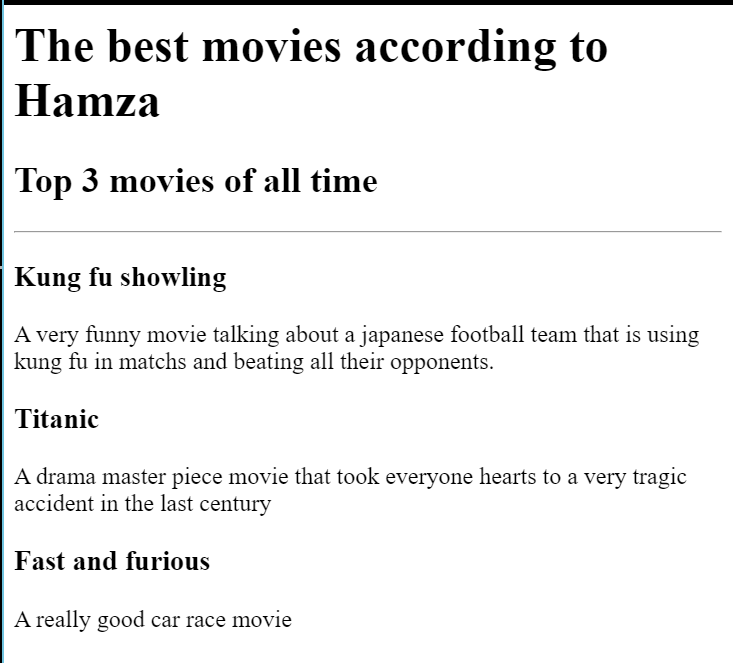 The best movies according to
Hamza
Top 3 movies of all time
Kung fu showling
A very funny movie talking about a japanese football team that is using
kung fu in matchs and beating all their opponents.
Titanic
A drama master piece movie that took everyone hearts to a very tragic
accident in the last century
Fast and furious
A really good car race movie